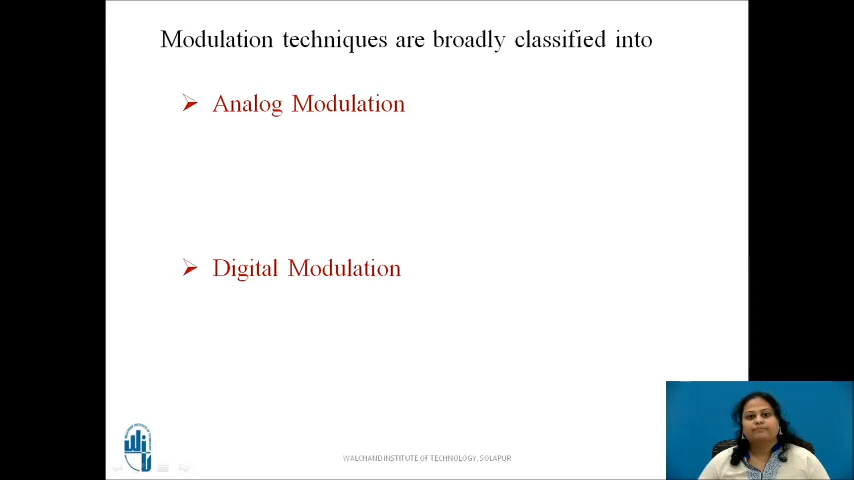 Modulation techniques are broadly classified into
➢ Analog Modulation
➢ Digital Modulation
WALCHAND INSTITUTE OF TECHNOLOGY, SOLAPUR